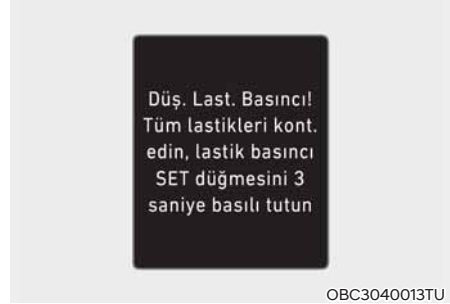 Düş. Last. Basıncı!
Tüm lastikleri kont.
edin, lastik basıncı
SET düğmesini 3
saniye basılı tutun
OBC3040013TU